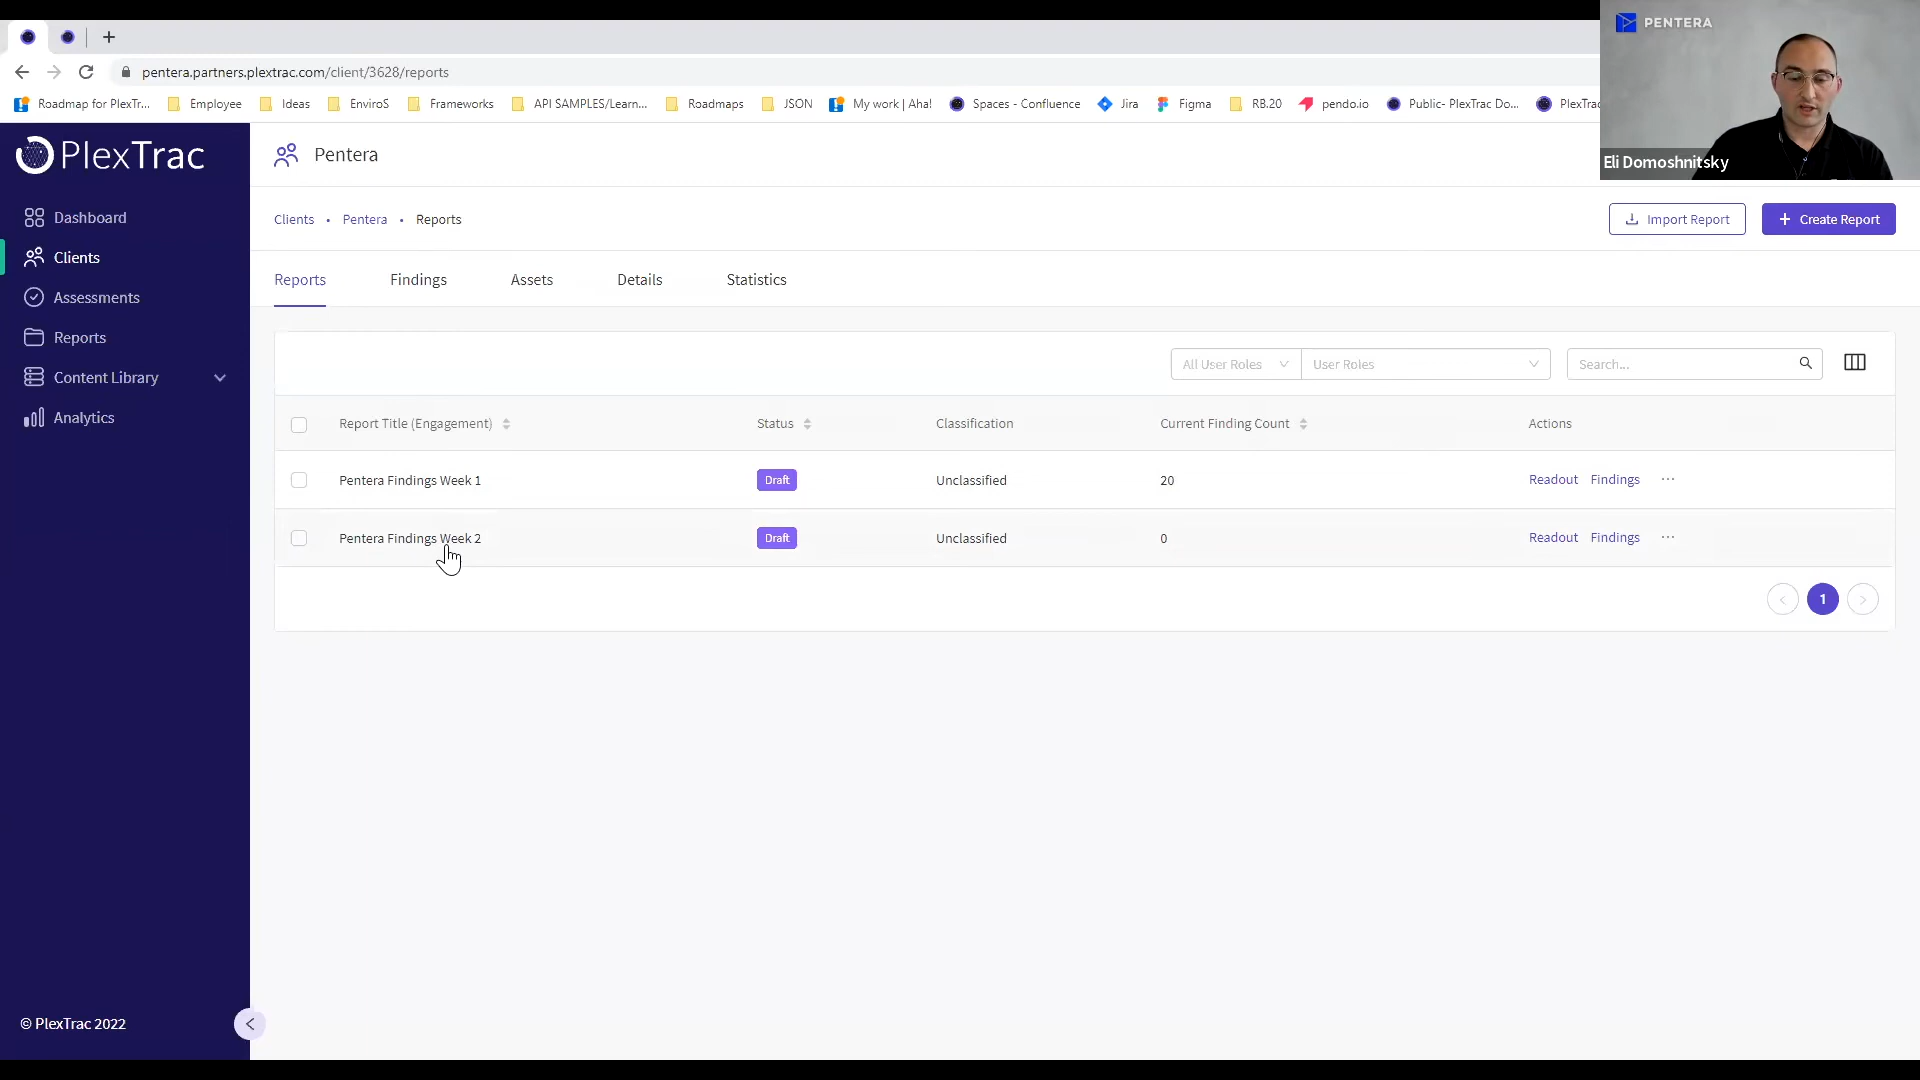 PENTERA
Eli Domoshnitsky
pentera.partners.plextrac.com/client/3628/reports
Roadmap for PlexTr... Employee Ideas EnviroS Frameworks API SAMPLES/Learn... Roadmaps JSON My work | Aha! Spaces - Confluence Jira Figma RB.20 pendo.io Public- PlexTrac Do... PlexTrac
PlexTrac
Dashboard
Clients
Assessments
Reports
Content Library
Analytics
© PlexTrac 2022
Pentera
Clients • Pentera • Reports
Import Report
+ Create Report
Reports Findings Assets Details Statistics
All User Roles User Roles Search...
Report Title (Engagement) Status Classification Current Finding Count Actions
Pentera Findings Week 1 Draft Unclassified 20 Readout Findings ...
Pentera Findings Week 2 Draft Unclassified 0 Readout Findings ...
< 1 >